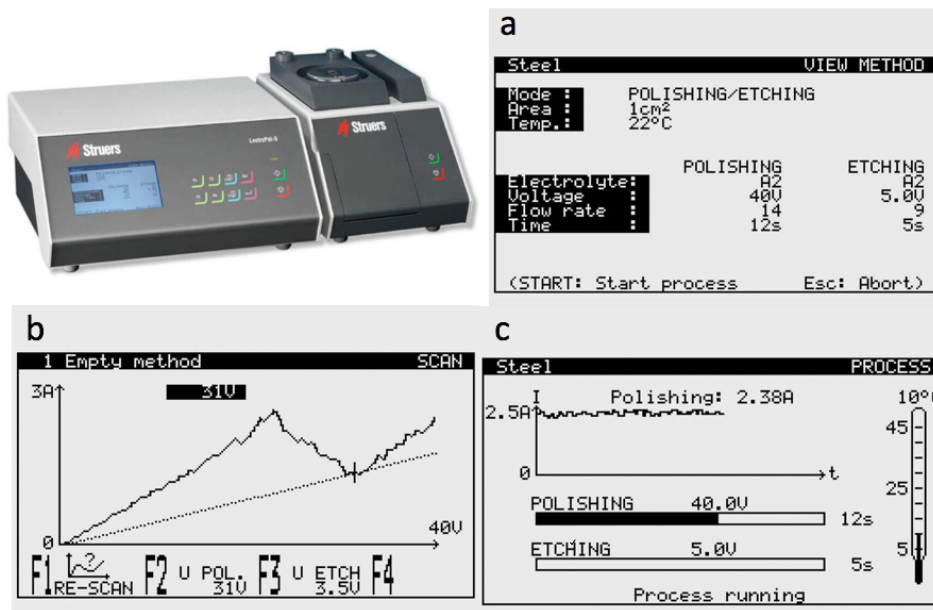 Struers
LectroPol-5
Struers
a
Steel VIEW METHOD
Mode : POLISHING/ETCHING
Area : 1cm²
Temp.: 22°C
POLISHING ETCHING
Electrolyte: A2 A2
Voltage : 40V 5.0V
Flow rate : 14 9
Time : 12s 5s
(START: Start process Esc: Abort)
b
1 Empty method SCAN
3A
31V
0
40V
F1 ? RE-SCAN F2 U POL. 31V F3 U ETCH 3.5V F4
c
Steel PROCESS
I Polishing: 2.38A 10°
2.5A
45
0 t
25
POLISHING 40.0V
12s
ETCHING 5.0V
5
5s
Process running